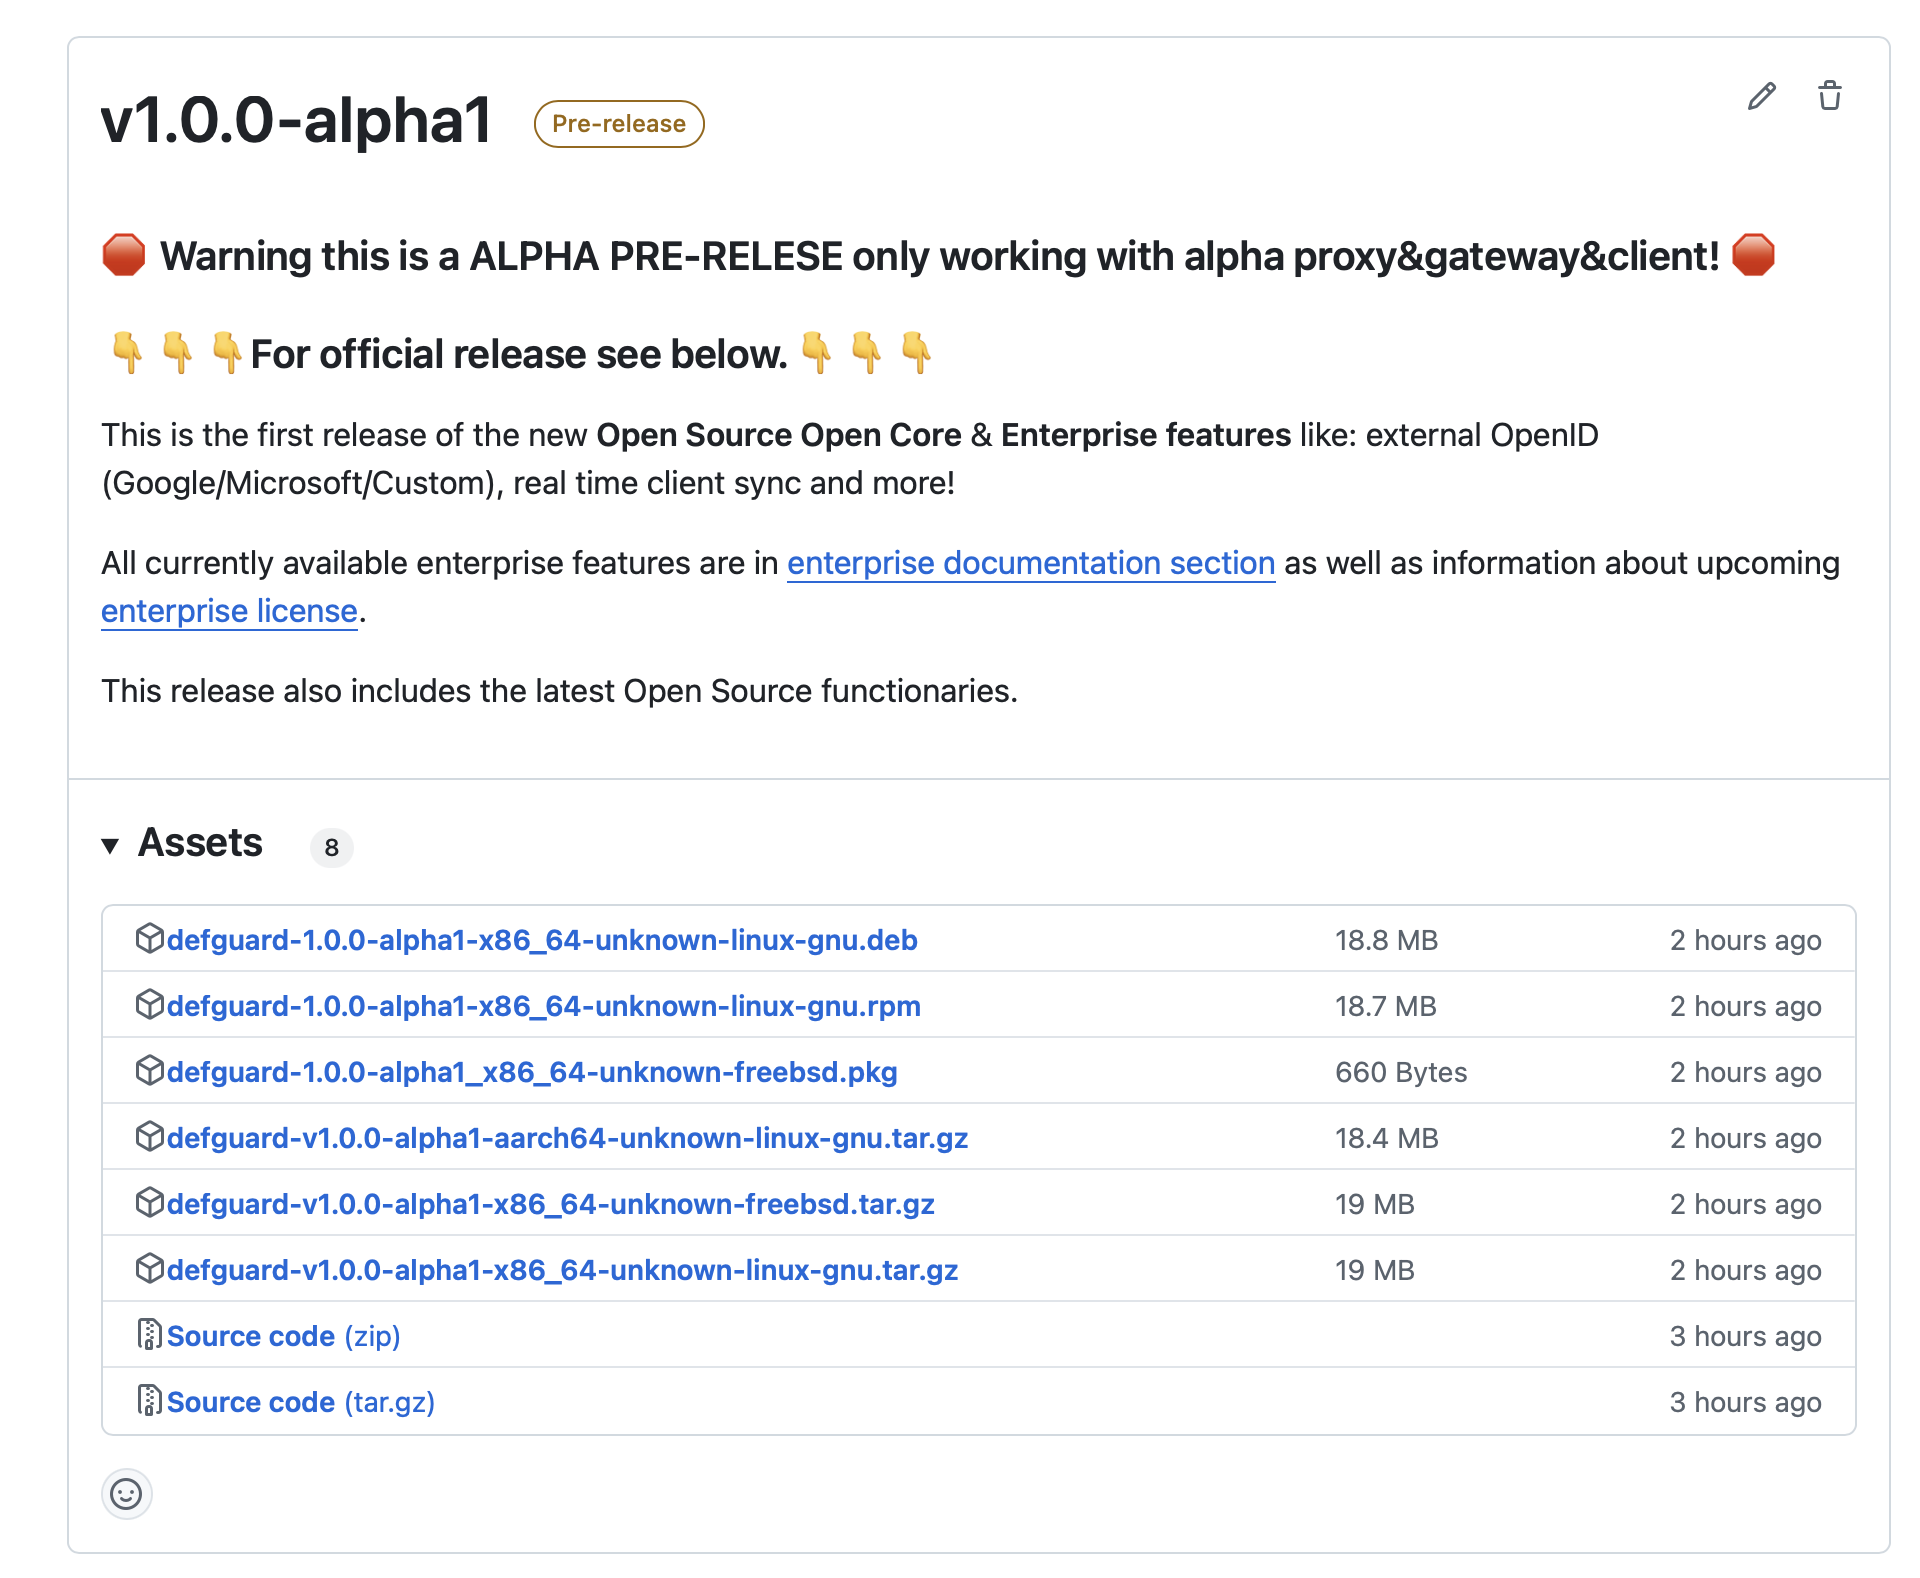 v1.0.0-alpha1 Pre-release
🛑 Warning this is a ALPHA PRE-RELESE only working with alpha proxy&gateway&client! 🛑
👇 👇 👇 For official release see below. 👇 👇 👇
This is the first release of the new Open Source Open Core & Enterprise features like: external OpenID
(Google/Microsoft/Custom), real time client sync and more!
All currently available enterprise features are in enterprise documentation section as well as information about upcoming
enterprise license.
This release also includes the latest Open Source functionaries.
Assets 8
defguard-1.0.0-alpha1-x86_64-unknown-linux-gnu.deb 18.8 MB 2 hours ago
defguard-1.0.0-alpha1-x86_64-unknown-linux-gnu.rpm 18.7 MB 2 hours ago
defguard-1.0.0-alpha1_x86_64-unknown-freebsd.pkg 660 Bytes 2 hours ago
defguard-v1.0.0-alpha1-aarch64-unknown-linux-gnu.tar.gz 18.4 MB 2 hours ago
defguard-v1.0.0-alpha1-x86_64-unknown-freebsd.tar.gz 19 MB 2 hours ago
defguard-v1.0.0-alpha1-x86_64-unknown-linux-gnu.tar.gz 19 MB 2 hours ago
Source code (zip) 3 hours ago
Source code (tar.gz) 3 hours ago